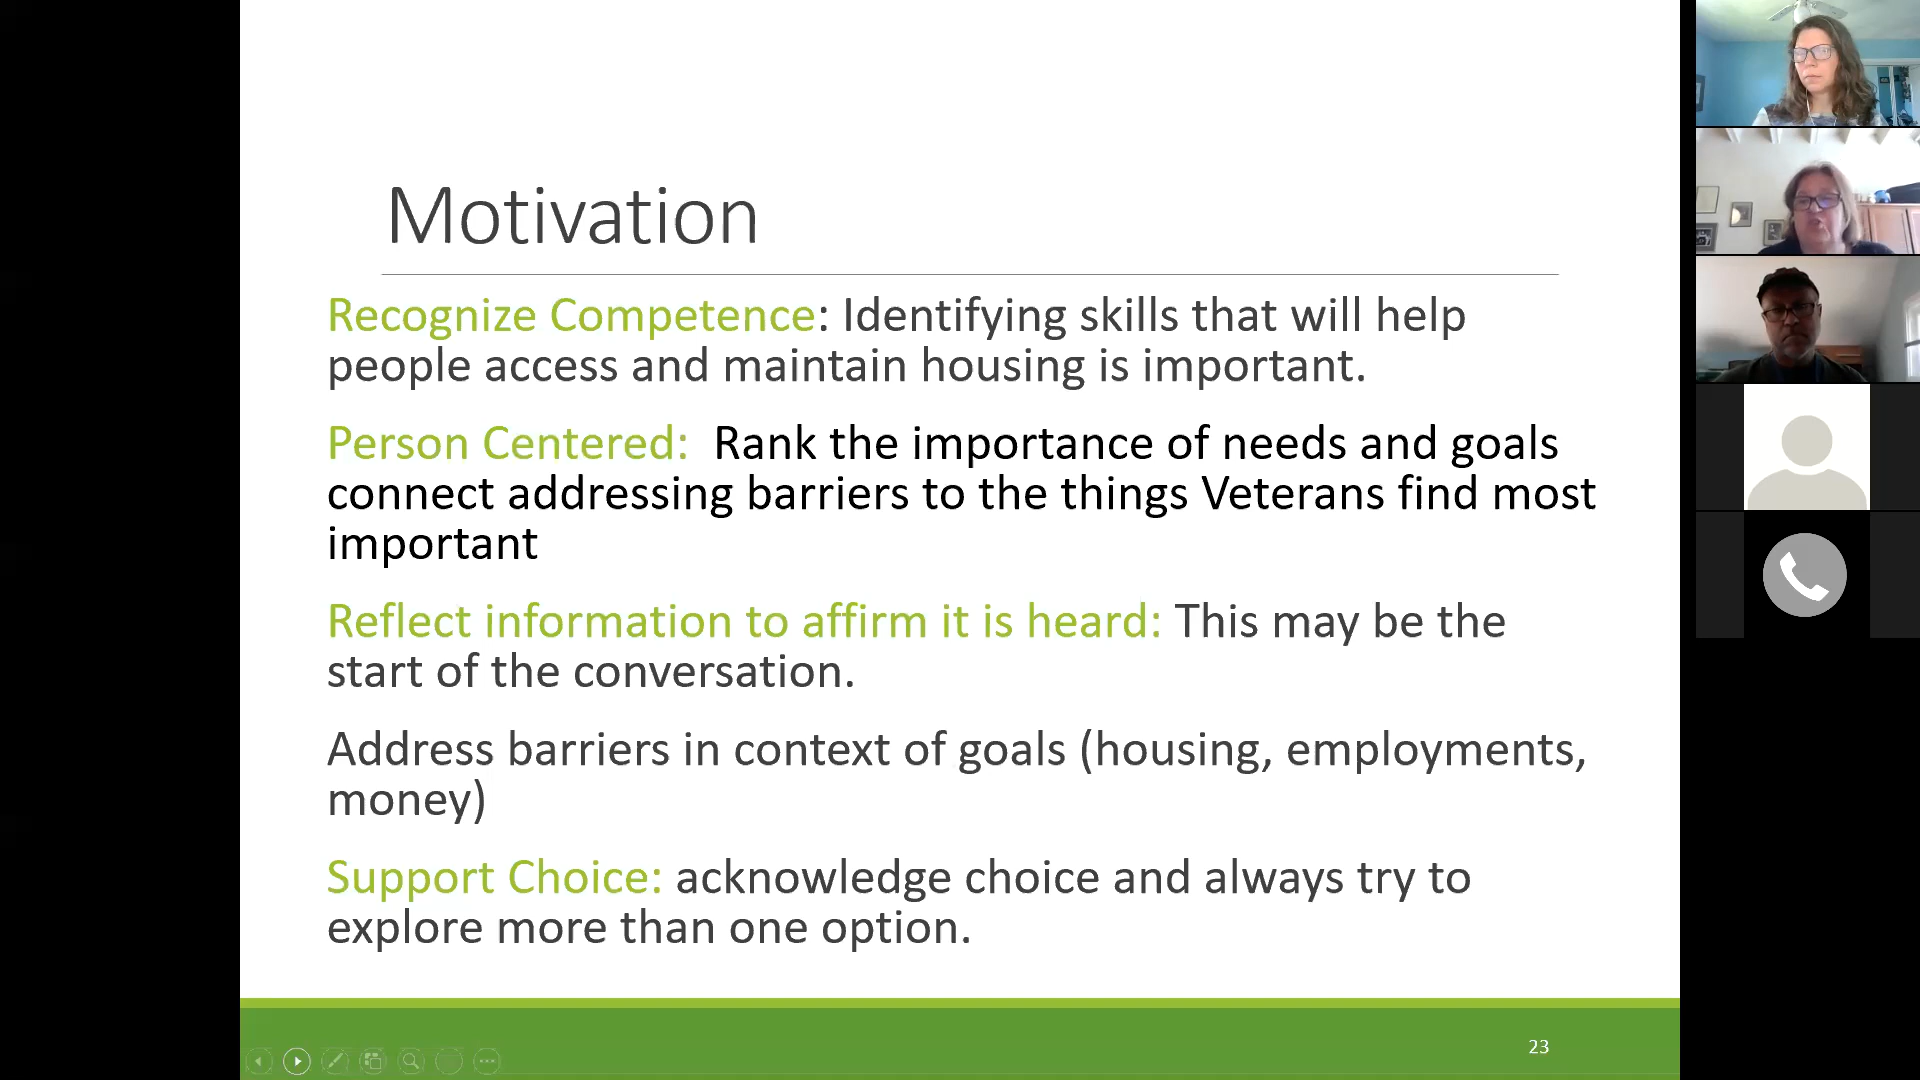 Motivation
Recognize Competence: Identifying skills that will help
people access and maintain housing is important.
Person Centered: Rank the importance of needs and goals
connect addressing barriers to the things Veterans find most
important
Reflect information to affirm it is heard: This may be the
start of the conversation.
Address barriers in context of goals (housing, employments,
money)
Support Choice: acknowledge choice and always try to
explore more than one option.
23